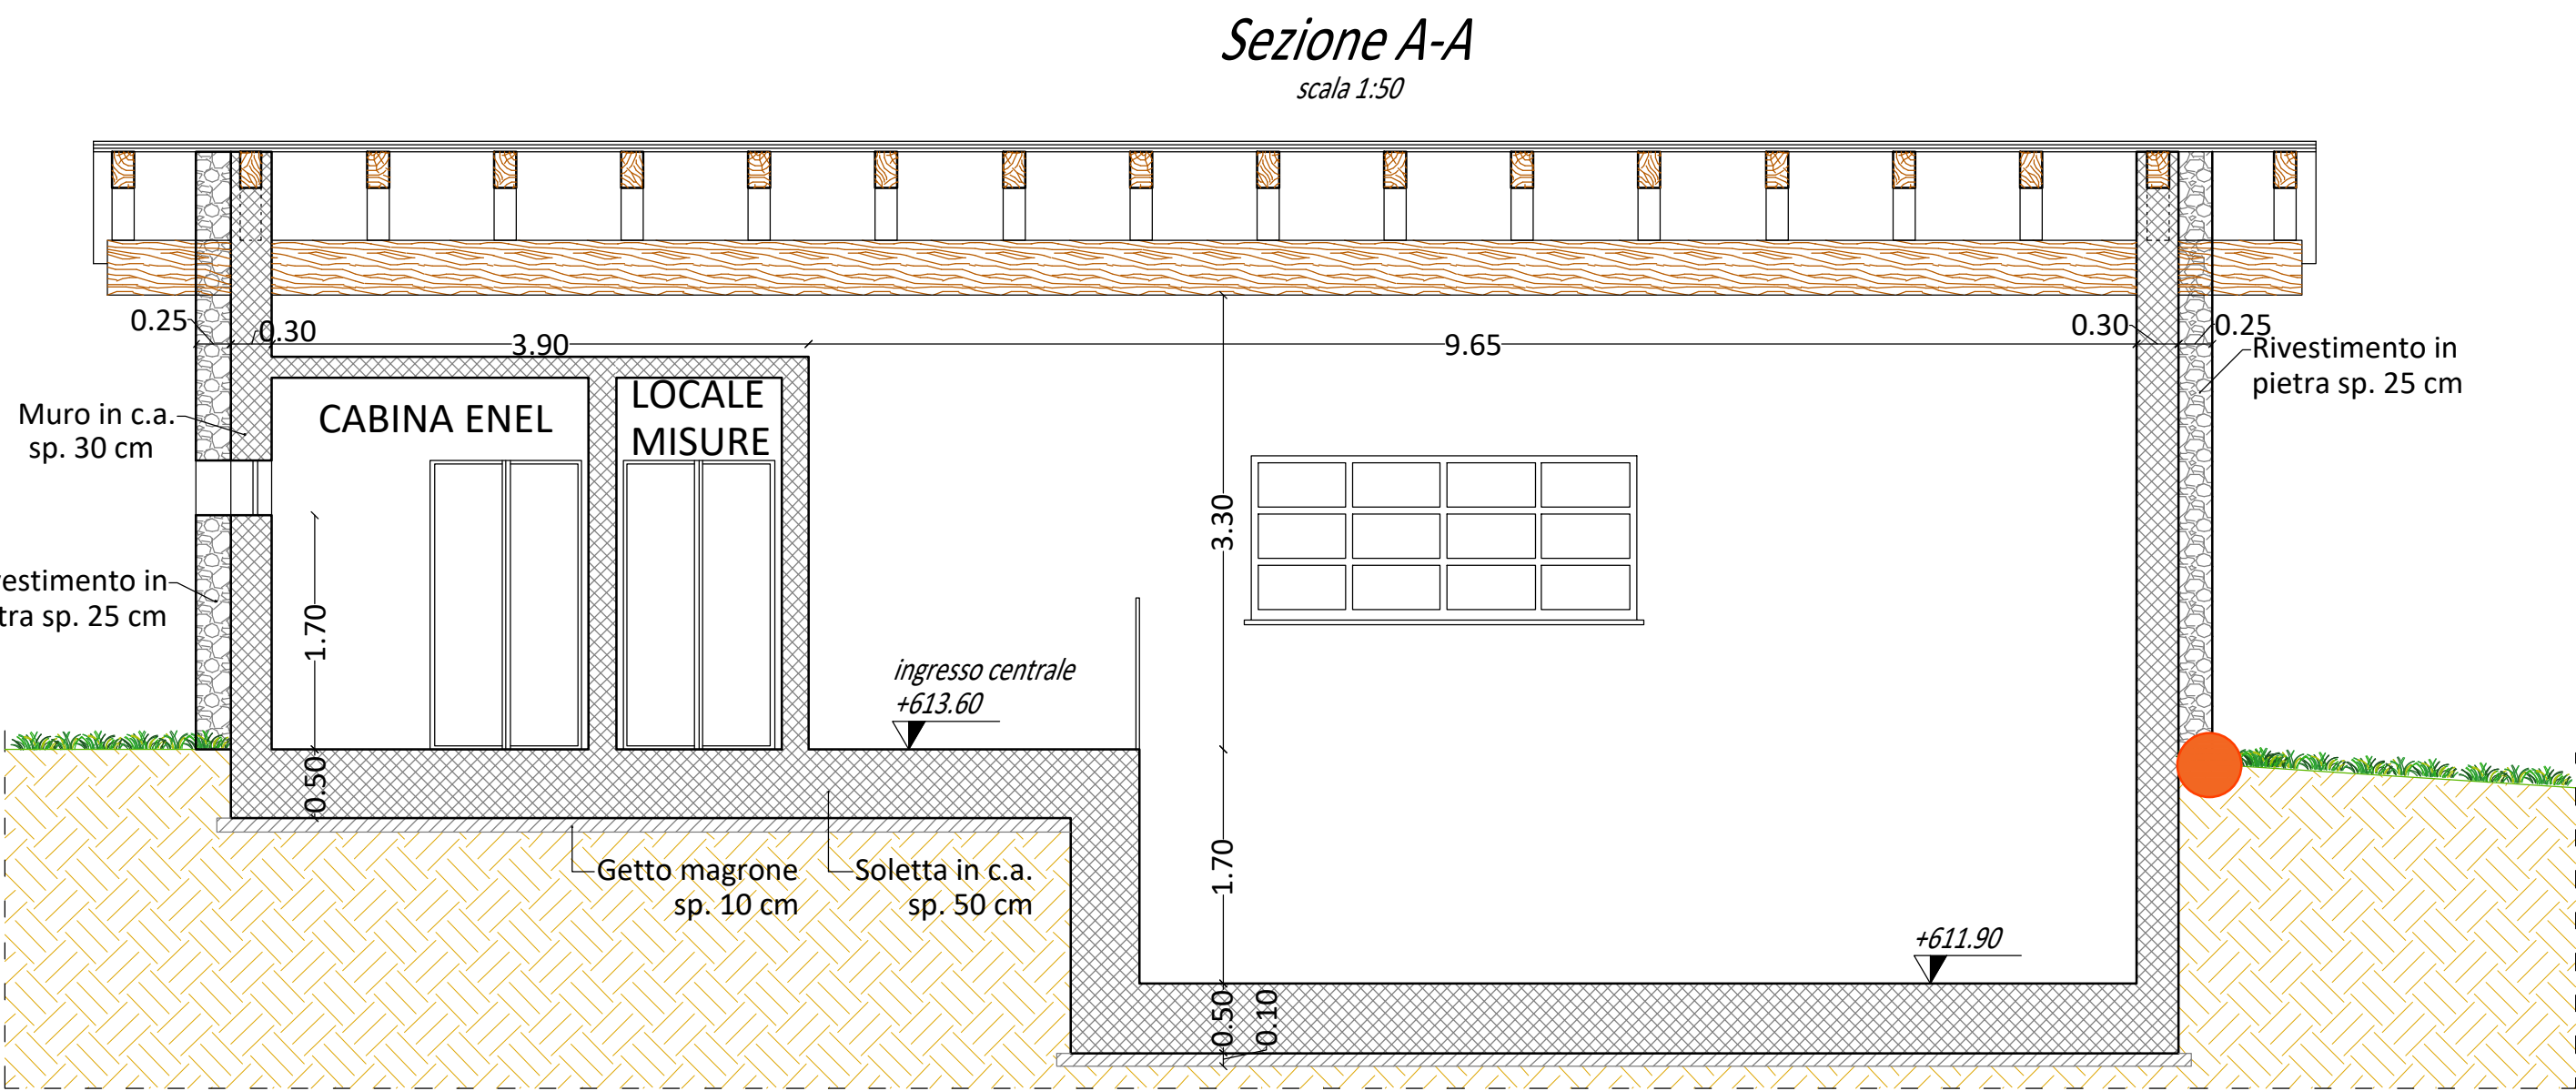 Sezione A-A
scala 1:50
0.25
0.30
3.90
9.65
0.30
0.25
Rivestimento in
pietra sp. 25 cm
Muro in c.a.
sp. 30 cm
CABINA ENEL
LOCALE
MISURE
3.30
vestimento in
tra sp. 25 cm
1.70
ingresso centrale
+613.60
0.50
Getto magrone
sp. 10 cm
Soletta in c.a.
sp. 50 cm
1.70
+611.90
0.50
0.10